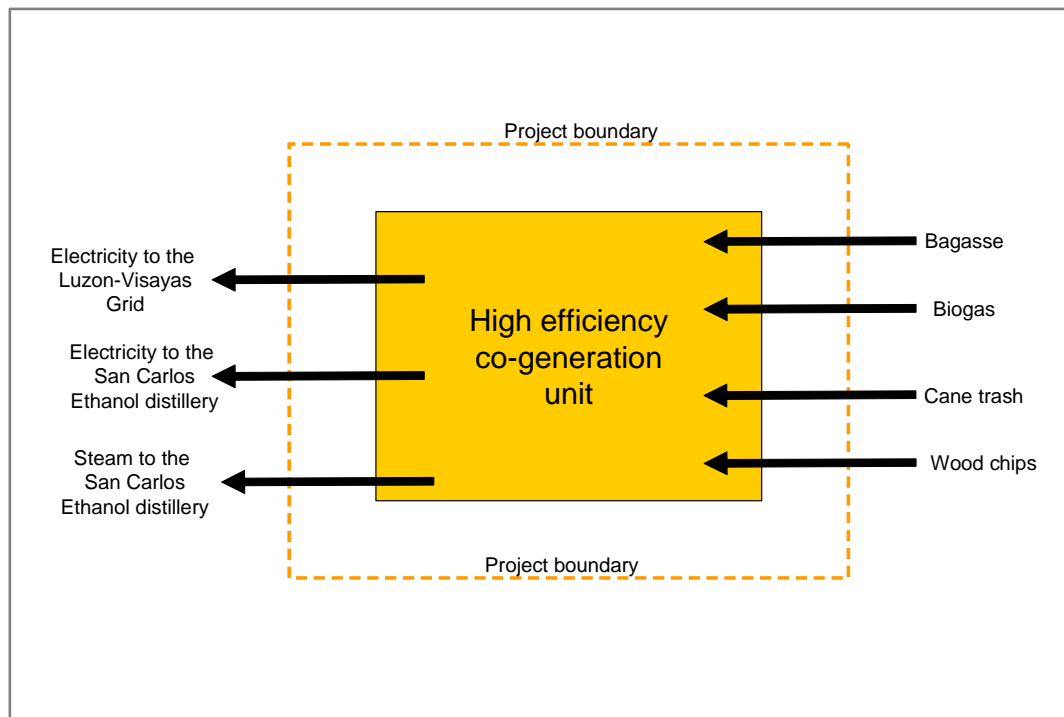 Project boundary
Electricity to the
Luzon-Visayas
Grid
Electricity to the
San Carlos
Ethanol distillery
Steam to the
San Carlos
Ethanol distillery
High efficiency
co-generation
unit
Bagasse
Biogas
Cane trash
Wood chips
Project boundary